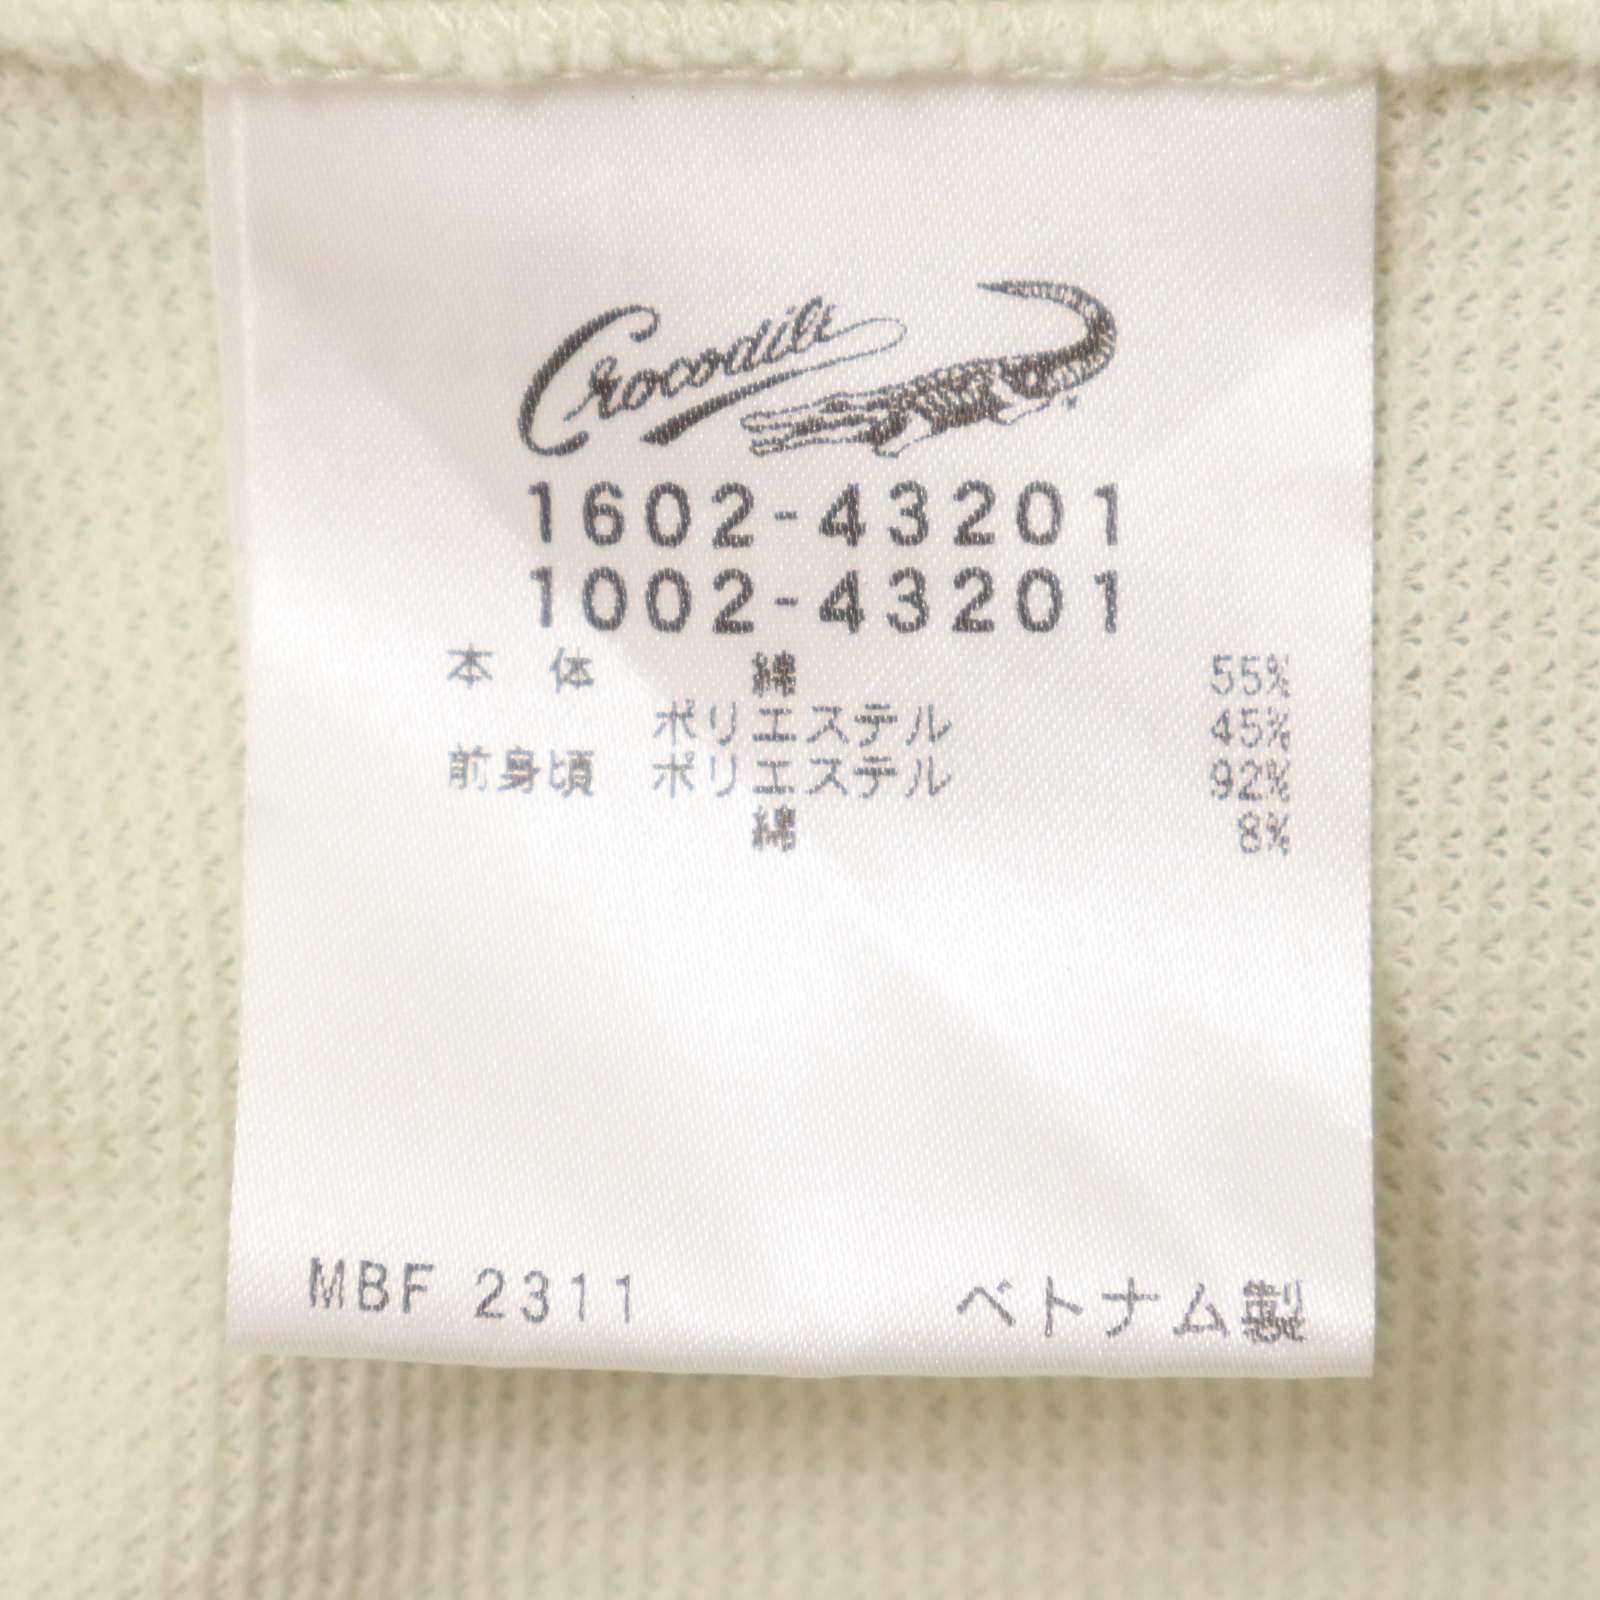 Crocodile
1602-43201
1002-43201
本 体 綿 55%
ポリエステル 45%
前身頃 ポリエステル 92%
綿 8%
MBF 2311 ベトナム製